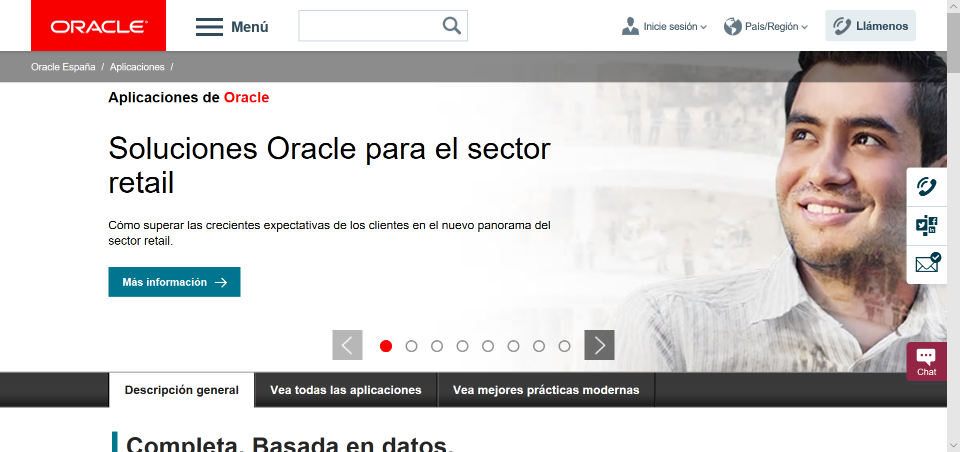 ORACLE
Menú
Inicie sesión
País/Región
Llámenos
Oracle España / Aplicaciones /
Aplicaciones de Oracle
Soluciones Oracle para el sector
retail
Cómo superar las crecientes expectativas de los clientes en el nuevo panorama del
sector retail.
Más información
Chat
Descripción general
Vea todas las aplicaciones
Vea mejores prácticas modernas
Completa. Basada en datos.